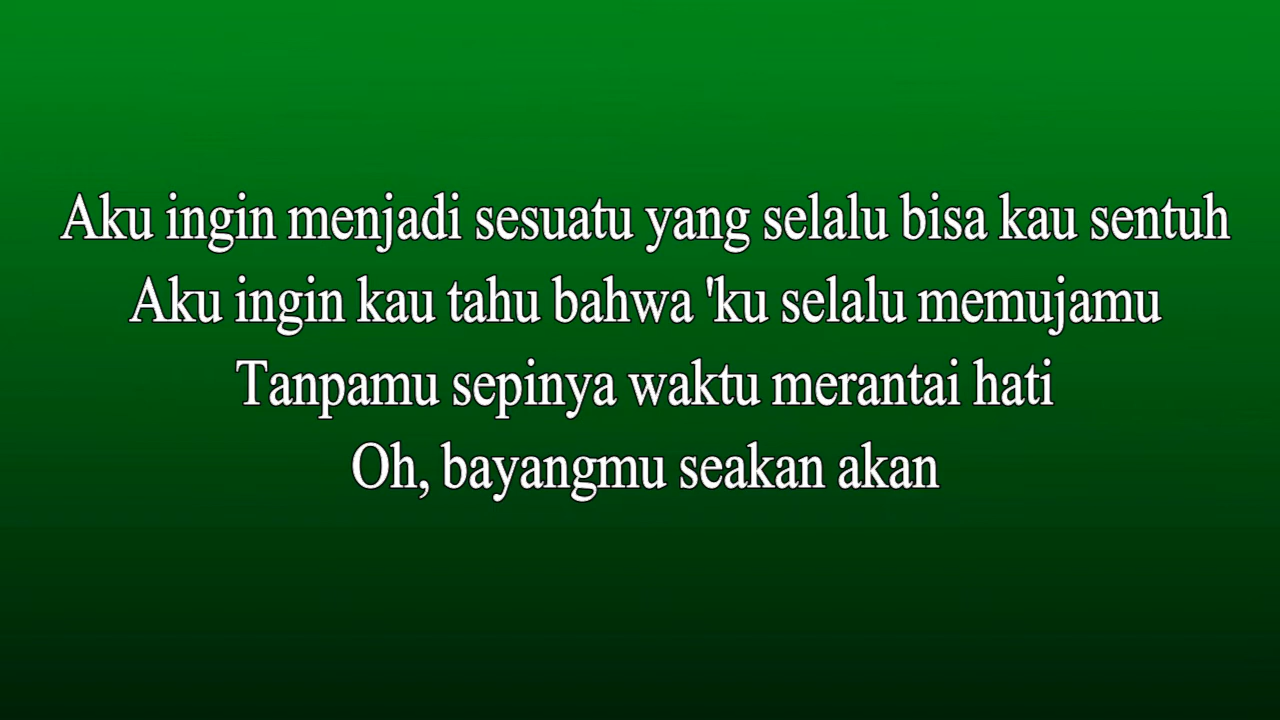 Aku ingin menjadi sesuatu yang selalu bisa kau sentuh
Aku ingin kau tahu bahwa 'ku selalu memujamu
Tanpamu sepinya waktu merantai hati
Oh, bayangmu seakan akan